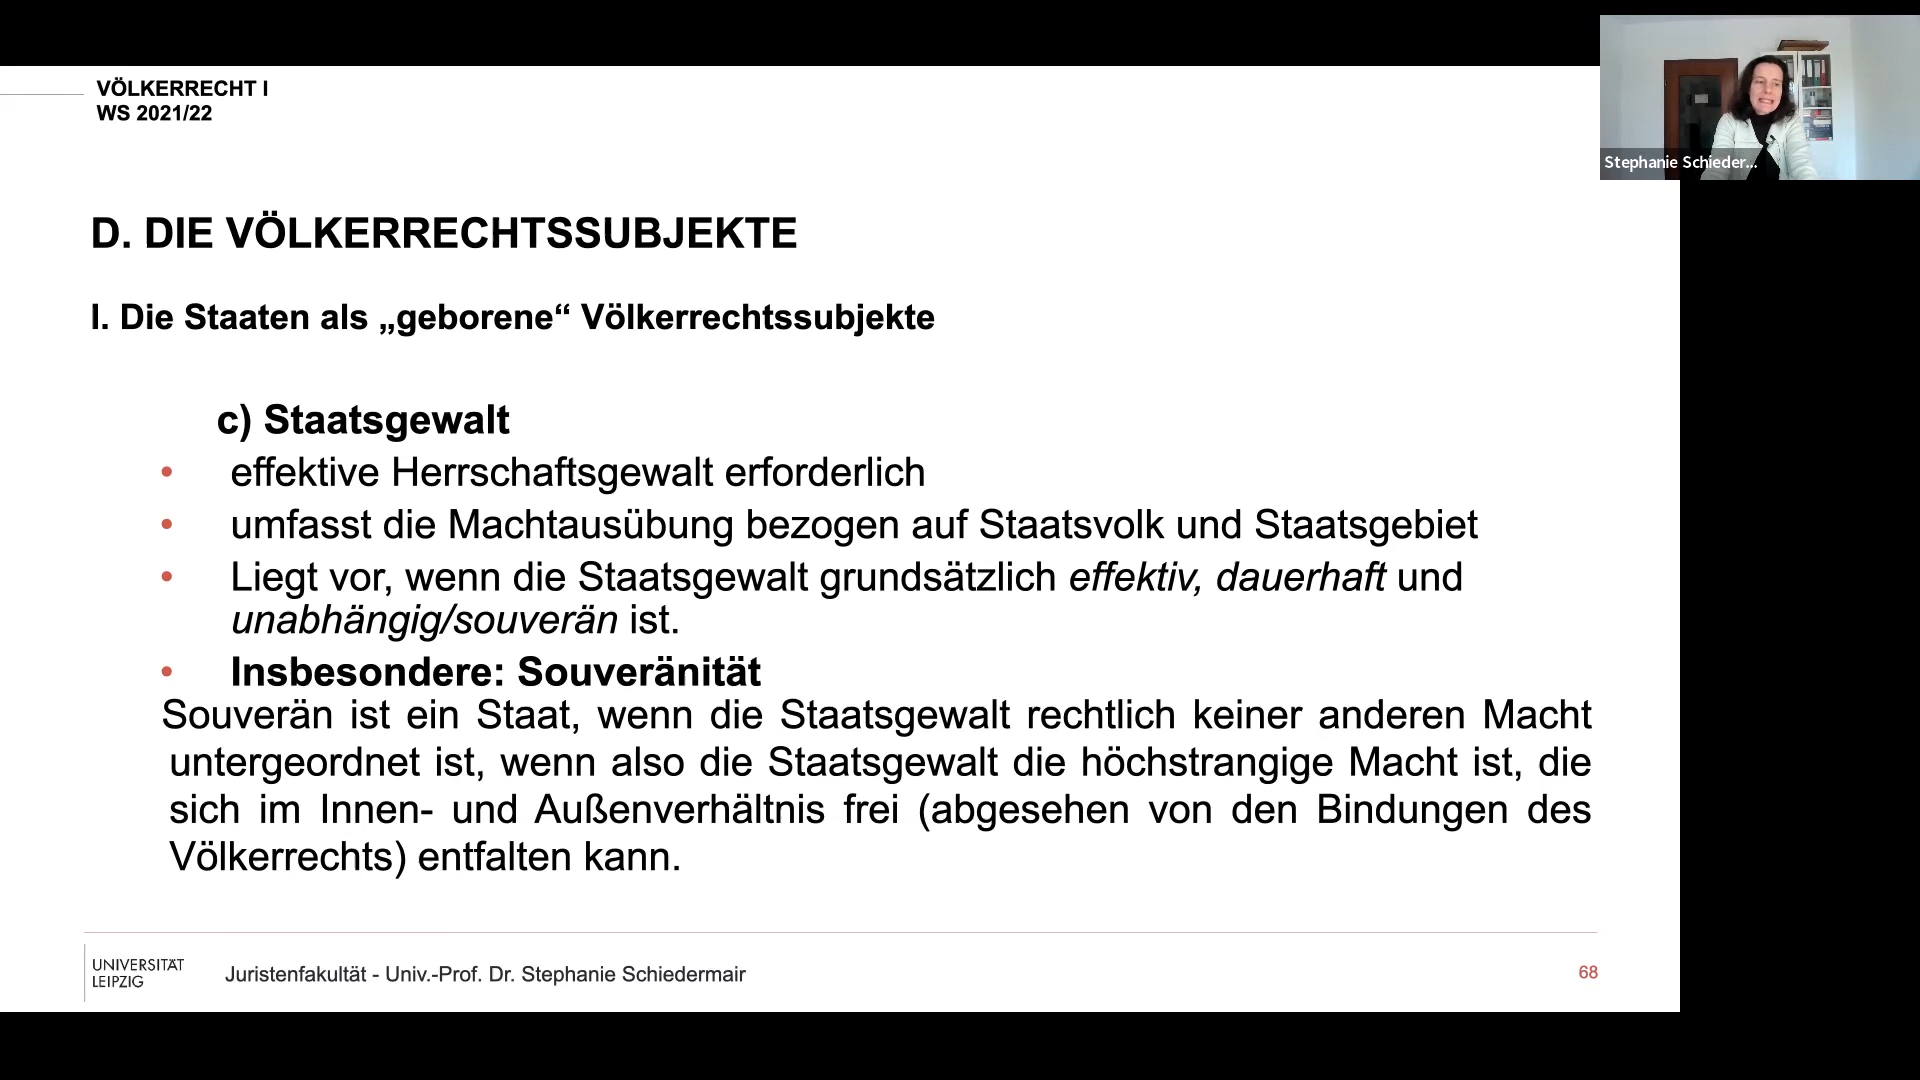 VÖLKERRECHT I
WS 2021/22
Stephanie Schieder...
D. DIE VÖLKERRECHTSSUBJEKTE
I. Die Staaten als „geborene“ Völkerrechtssubjekte
c) Staatsgewalt
• effektive Herrschaftsgewalt erforderlich
• umfasst die Machtausübung bezogen auf Staatsvolk und Staatsgebiet
• Liegt vor, wenn die Staatsgewalt grundsätzlich effektiv, dauerhaft und
unabhängig/souverän ist.
• Insbesondere: Souveränität
Souverän ist ein Staat, wenn die Staatsgewalt rechtlich keiner anderen Macht
untergeordnet ist, wenn also die Staatsgewalt die höchstrangige Macht ist, die
sich im Innen- und Außenverhältnis frei (abgesehen von den Bindungen des
Völkerrechts) entfalten kann.
UNIVERSITÄT
LEIPZIG
Juristenfakultät - Univ.-Prof. Dr. Stephanie Schiedermair
68